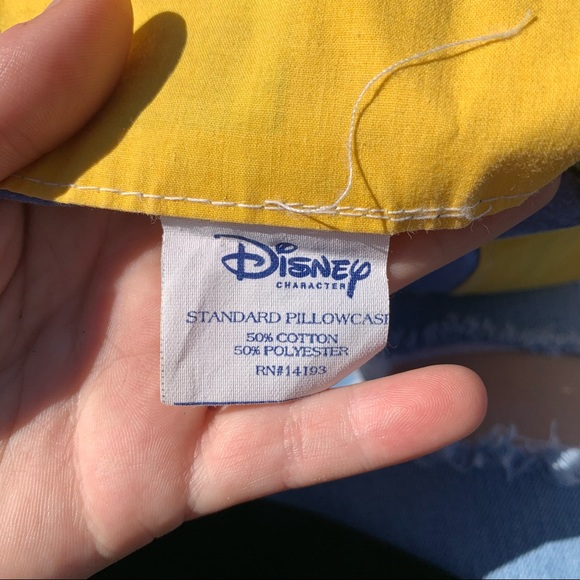 Disney
CHARACTER
STANDARD PILLOWCASE
50% COTTON
50% POLYESTER
RN#14193